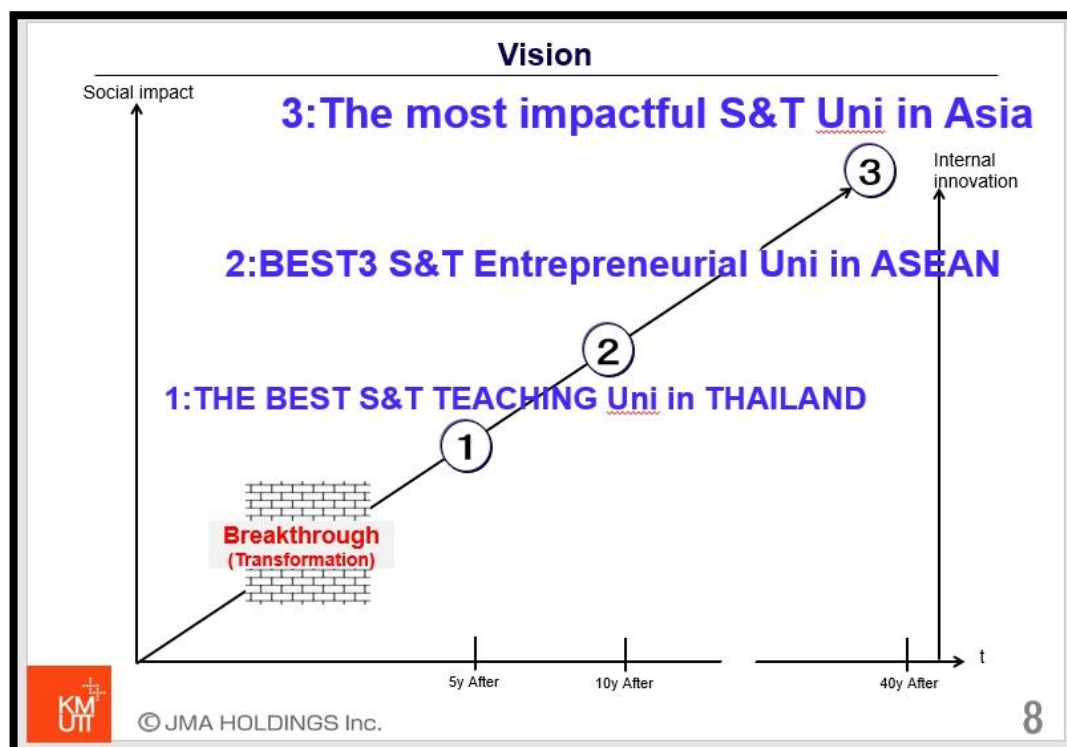 Vision
Social impact
3:The most impactful S&T Uni in Asia
3
Internal
innovation
2:BEST3 S&T Entrepreneurial Uni in ASEAN
2
1:THE BEST S&T TEACHING Uni in THAILAND
1
Breakthrough
(Transformation)
t
5y After
10y After
40y After
KM
UTT
© JMA HOLDINGS Inc.
8